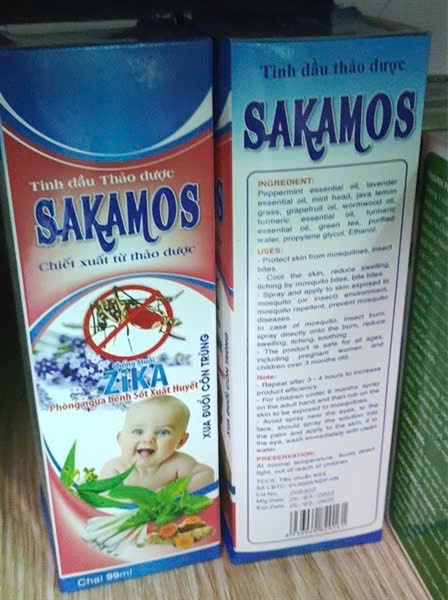 SAKAMOS
Tinh dầu Thảo dược
SAKAMOS
Chiết xuất từ thảo dược
phòng Muỗi
ZIKA
Phòng ngừa Bệnh Sốt Xuất Huyết
XUA ĐUỔI CÔN TRÙNG
Chai 99ml
Tinh dầu thảo dược
SAKAMOS
INGREDIENT:
Peppermint essential oil, lavender
essential oil, mint head, java lemon
grass, grapefruit oil, wormwood oil,
turmeric essential oil, turmeric
essential oil, green tea, purified
water, propylene glycol, Ethanol.
USES:
- Protect skin from mosquitoes, insect
bites.
- Cool the skin, reduce swelling,
itching by mosquito bites, bite bites.
- Spray and apply to skin exposed to
mosquito (or insect) environment,
mosquito repellent, prevent mosquito
diseases.
In case of mosquito, insect burn,
spray directly onto the burn, reduce
swelling, itching, soothing
- The product is safe for all ages,
including pregnant women and
children over 3 months old.
Note:
- Repeat after 3 - 4 hours to increase
product efficiency.
- For children under 6 months: spray
on the adult hand and then rub on the
skin to be exposed to mosquitoes.
- Avoid spray near the eyes, to the
face, should spray the solution into
the palm and apply to the skin, if in
the eye, wash immediately with clean
water.
PRESERVATION:
At normal temperature. Avoid direct
light, out of reach of children
Lot No.
Mfg Date:
Exp Date: